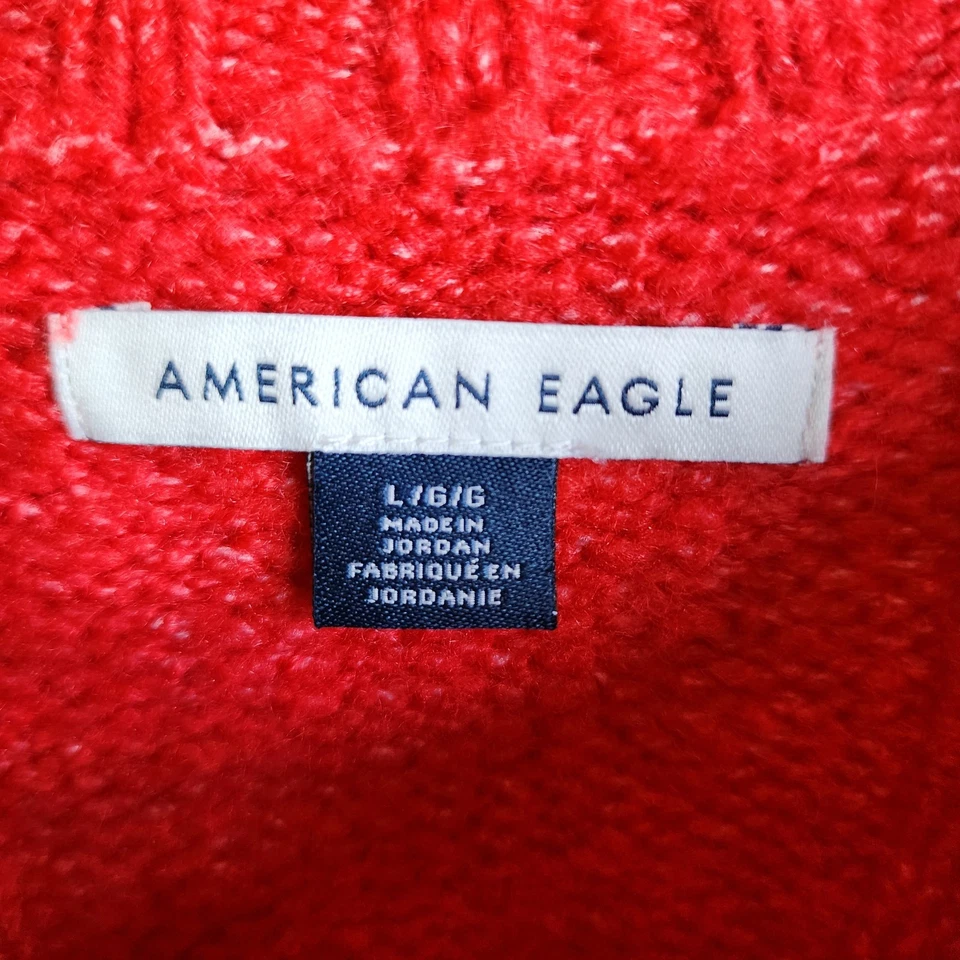 AMERICAN EAGLE
L/G/G
MADE IN
JORDAN
FABRIQUÉ EN
JORDANIE